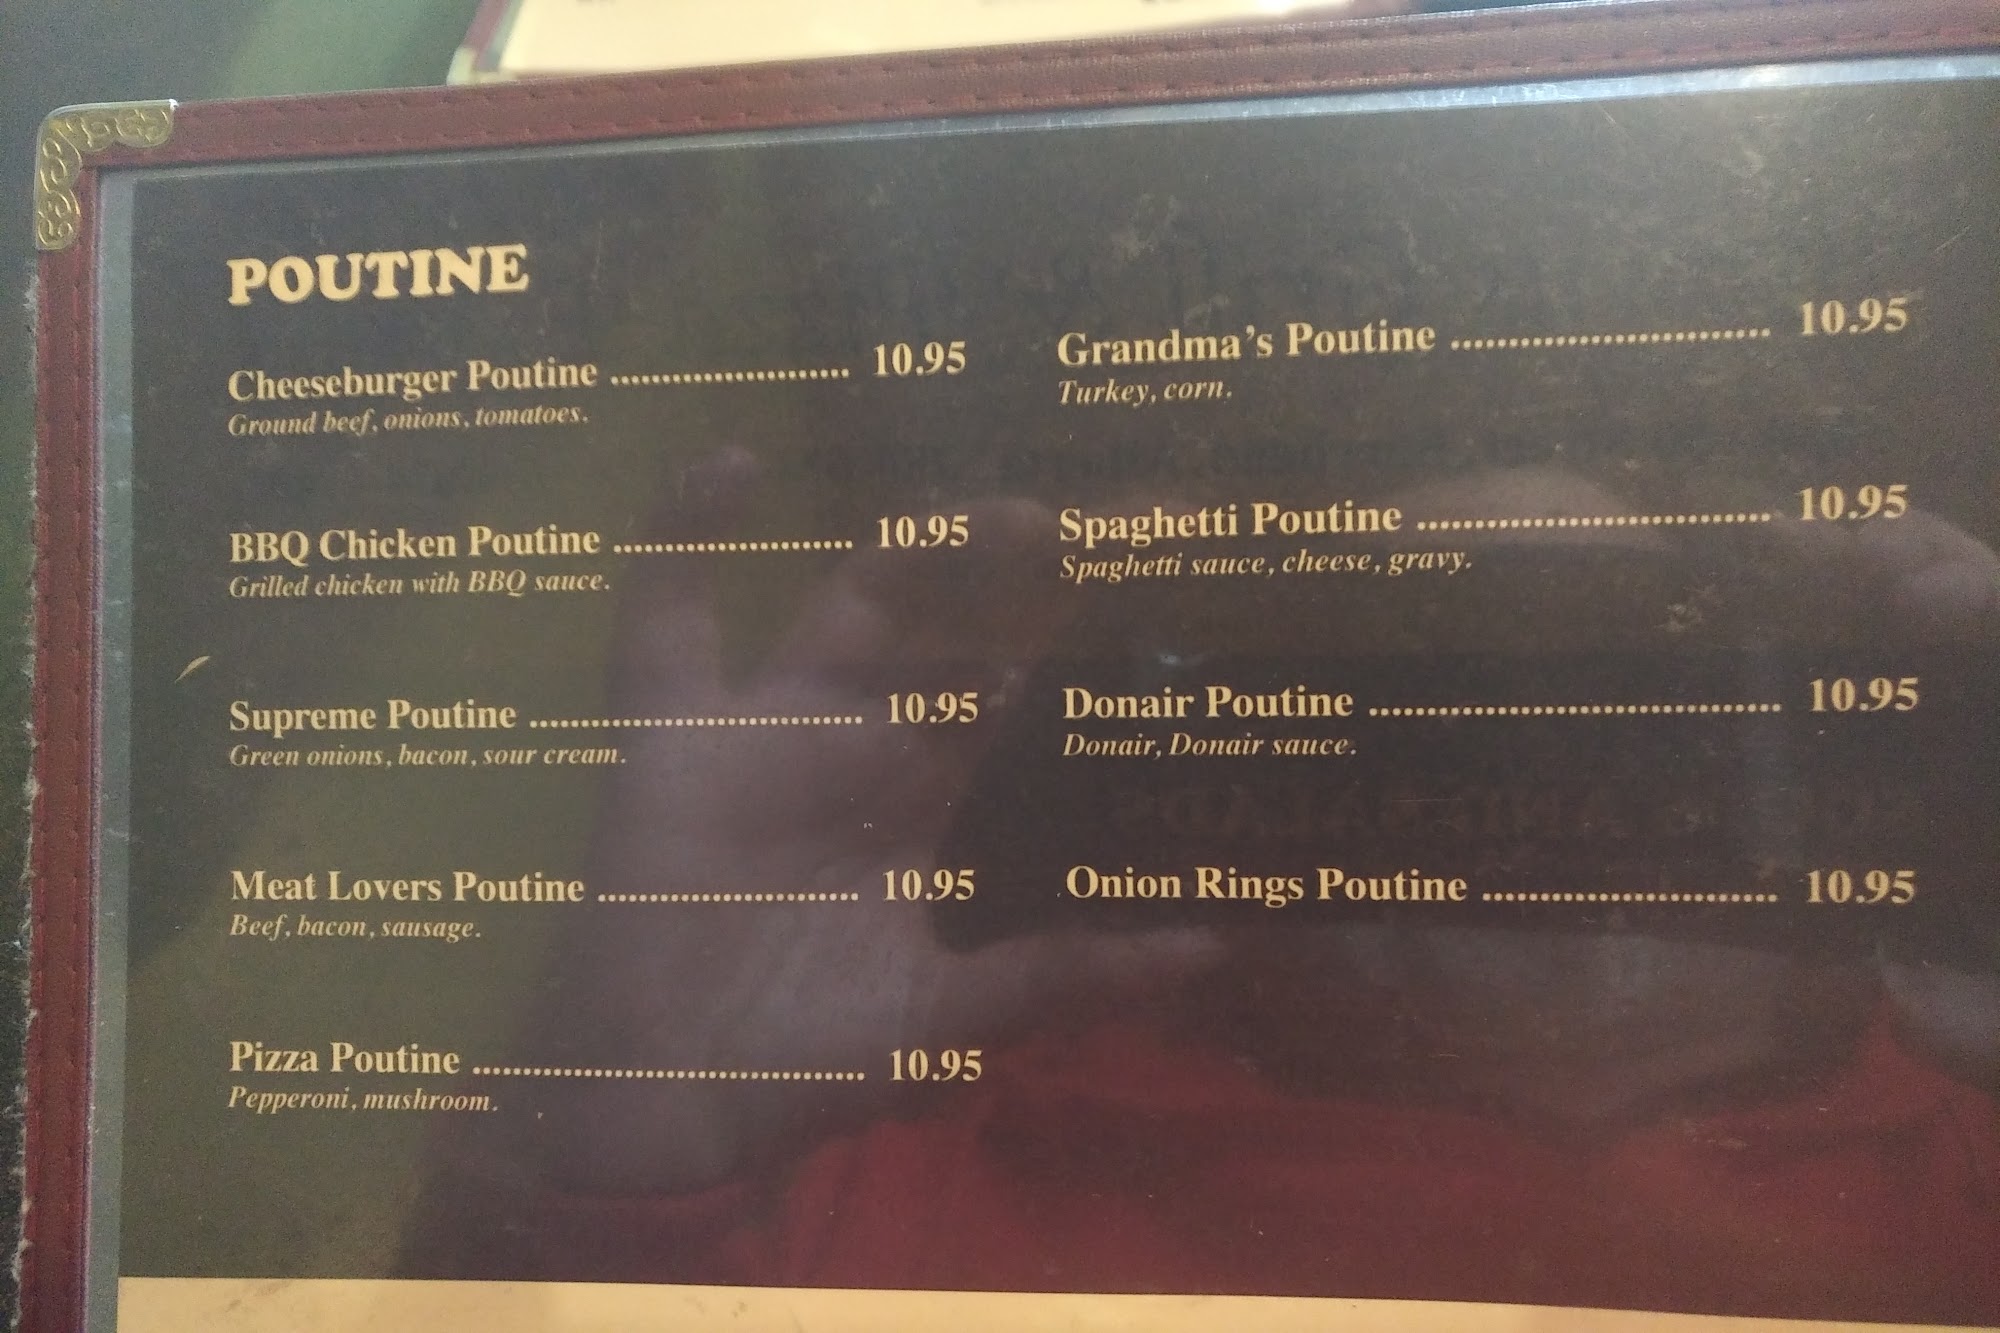 POUTINE
Cheeseburger Poutine ........................ 10.95
Ground beef, onions, tomatoes.
BBQ Chicken Poutine ........................ 10.95
Grilled chicken with BBQ sauce.
Supreme Poutine ................................. 10.95
Green onions, bacon, sour cream.
Meat Lovers Poutine .......................... 10.95
Beef, bacon, sausage.
Pizza Poutine ....................................... 10.95
Pepperoni, mushroom.
Grandma's Poutine ............................ 10.95
Turkey, corn.
Spaghetti Poutine ............................... 10.95
Spaghetti sauce, cheese, gravy.
Donair Poutine .................................... 10.95
Donair, Donair sauce.
Onion Rings Poutine .......................... 10.95